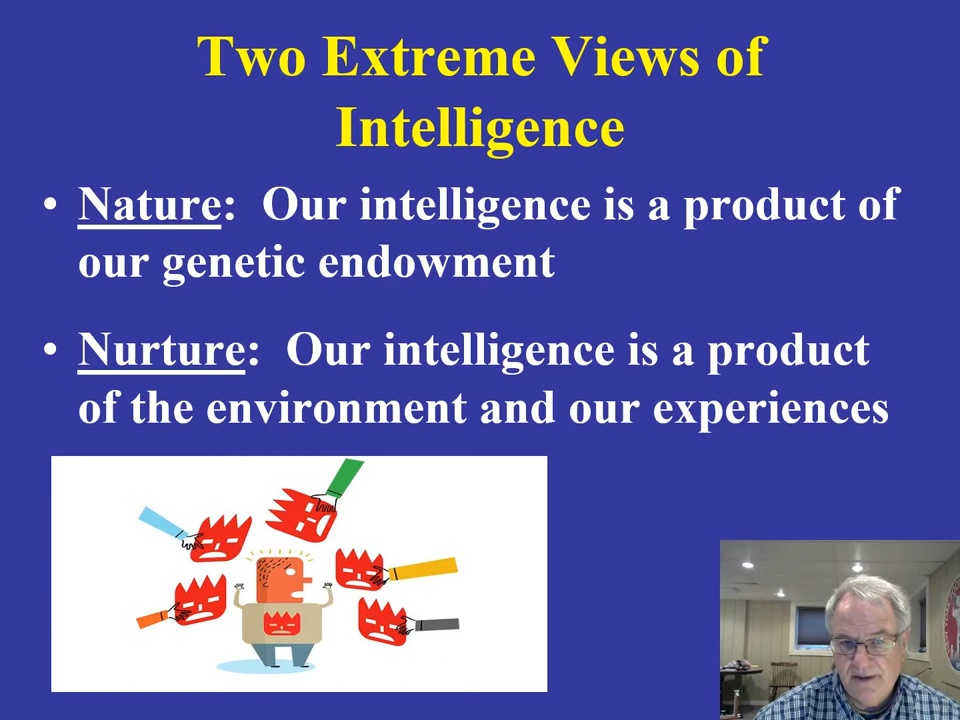 Two Extreme Views of
Intelligence
• Nature: Our intelligence is a product of
our genetic endowment
• Nurture: Our intelligence is a product
of the environment and our experiences